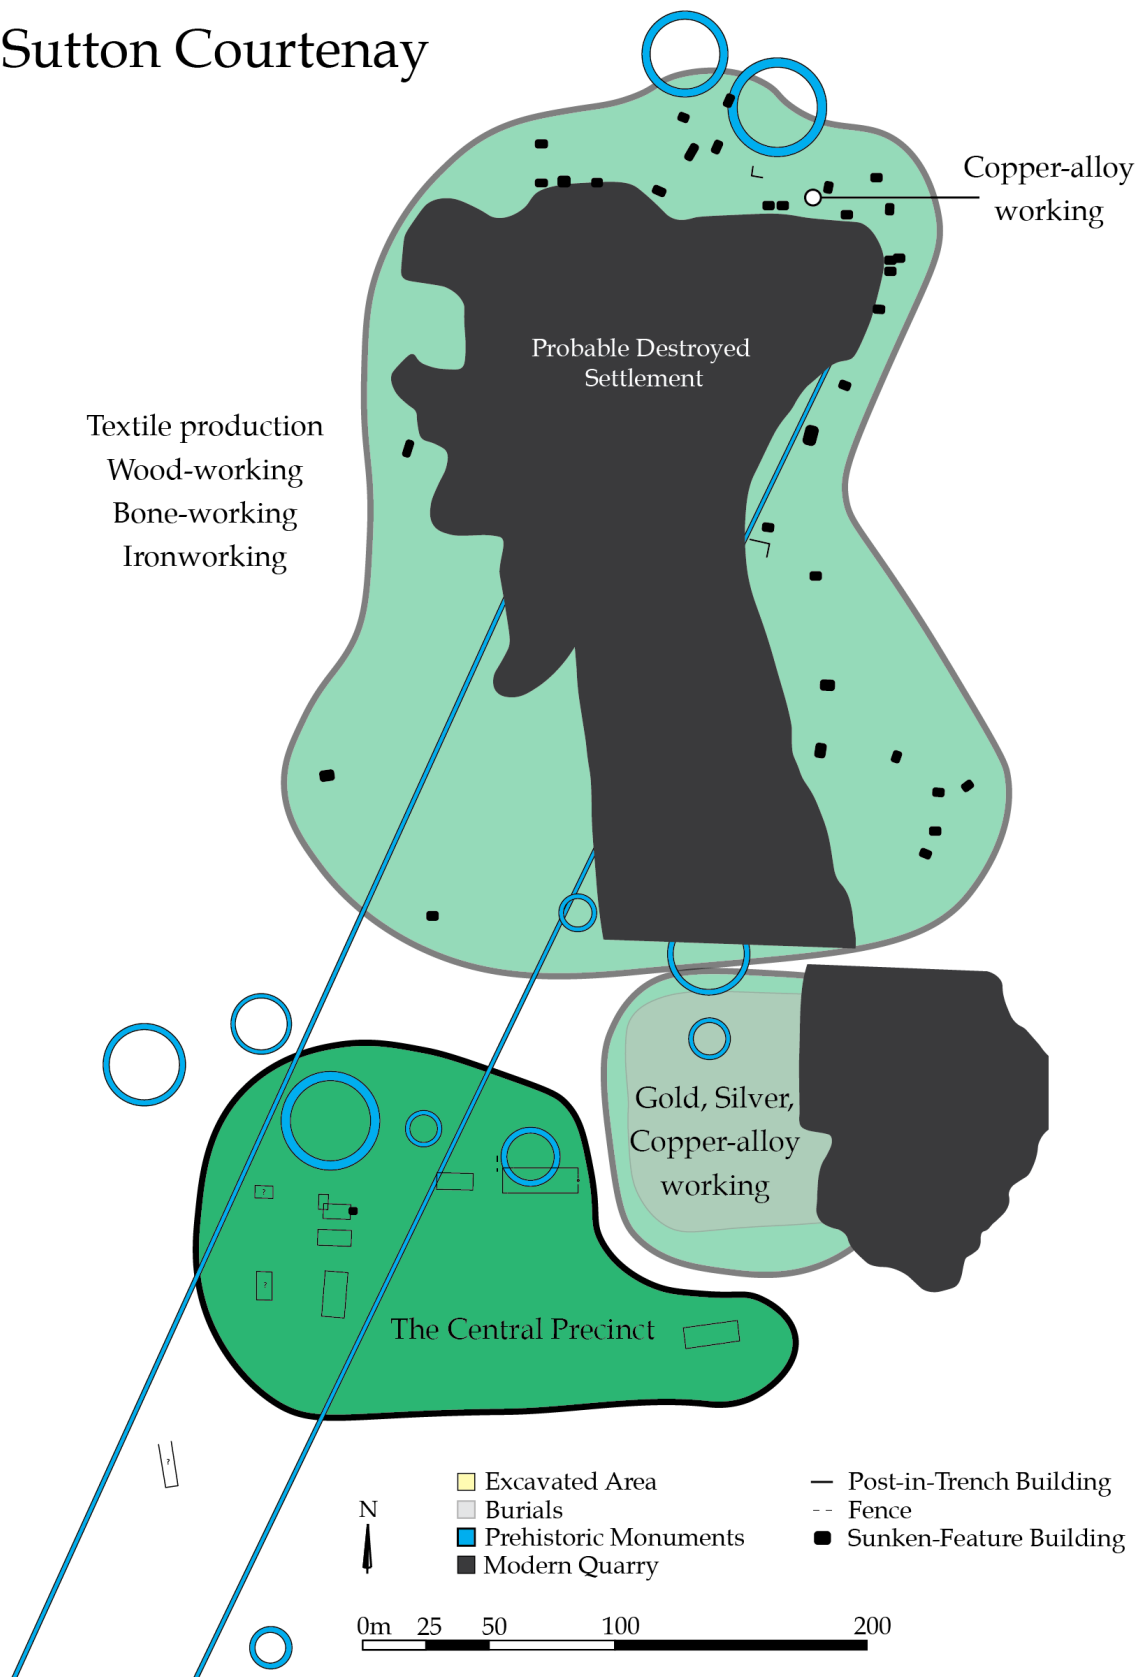 Sutton Courtenay
Copper-alloy
working
Probable Destroyed
Settlement
Textile production
Wood-working
Bone-working
Ironworking
Gold, Silver,
Copper-alloy
working
?
?
The Central Precinct
?
N
Excavated Area
Burials
Prehistoric Monuments
Modern Quarry
Post-in-Trench Building
Fence
Sunken-Feature Building
0m 25 50 100 200